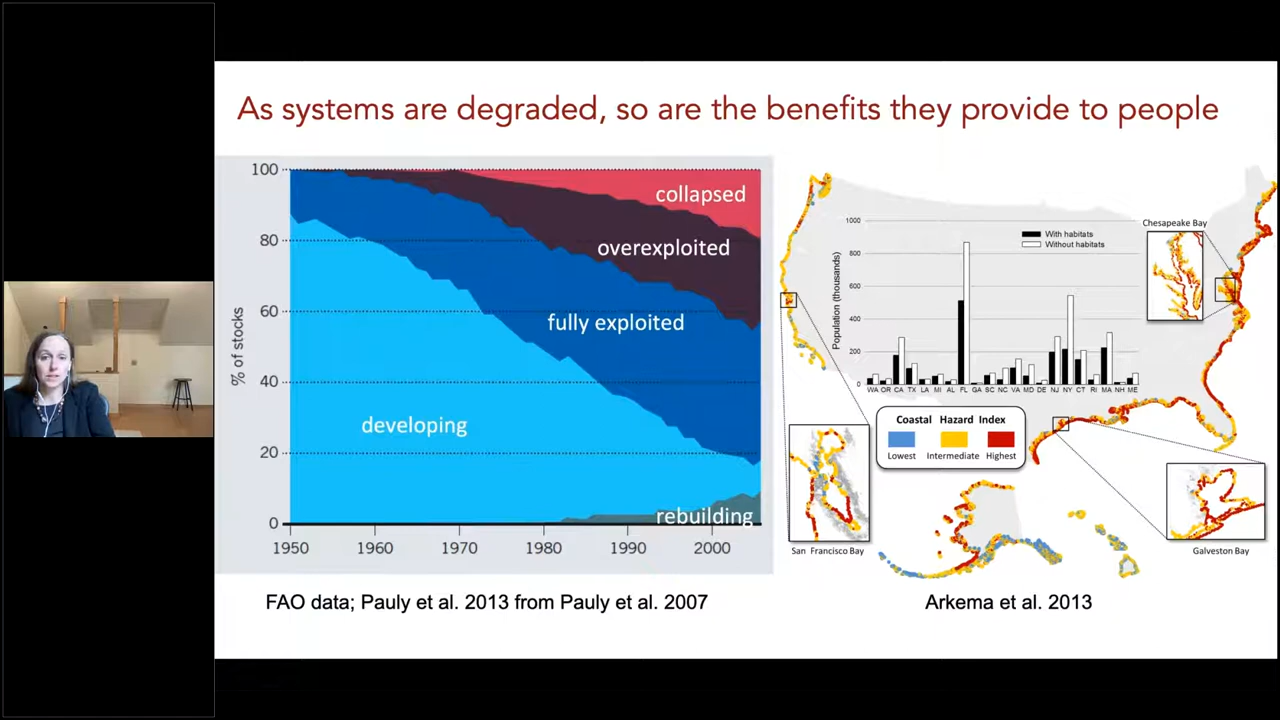 As systems are degraded, so are the benefits they provide to people
100
80
60
40
20
0
% of stocks
collapsed
overexploited
fully exploited
developing
rebuilding
1950 1960 1970 1980 1990 2000
FAO data; Pauly et al. 2013 from Pauly et al. 2007
1000
800
600
400
200
0
Population (thousands)
With habitats
Without habitats
WA OR CA TX LA MI AL FL GA SC NC VA MD DE NJ NY CT RI MA NH ME
Chesapeake Bay
Coastal Hazard Index
Lowest Intermediate Highest
San Francisco Bay
Galveston Bay
Arkema et al. 2013